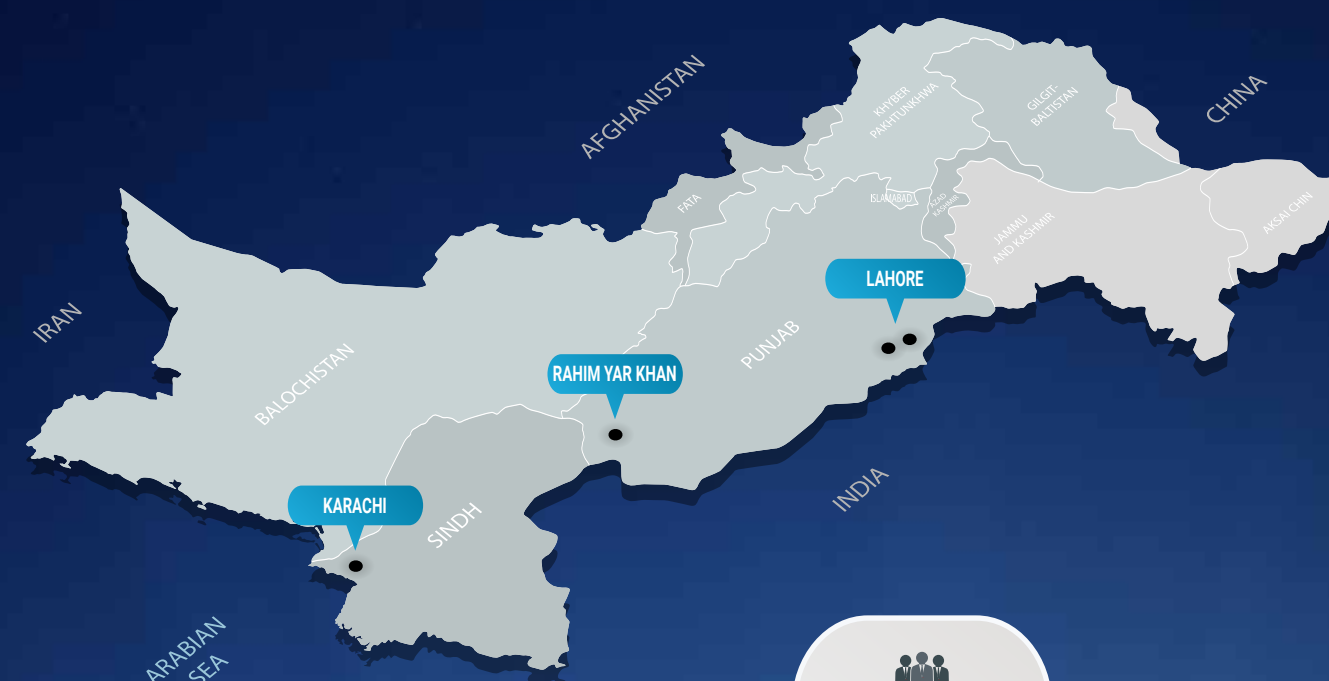 AFGHANISTAN
CHINA
KHYBER
PAKHTUNKHWA
GILGIT-
BALTISTAN
FATA
ISLAMABAD
AZAD
KASHMIR
JAMMU
AND KASHMIR
AKSAI CHIN
IRAN
LAHORE
PUNJAB
BALOCHISTAN
RAHIM YAR KHAN
INDIA
KARACHI
SINDH
ARABIAN
SEA